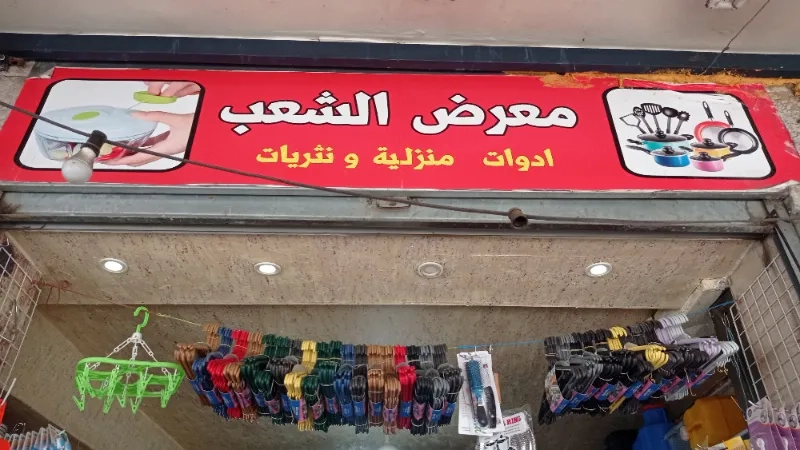 معرض الشعب
ادوات منزلية و نثريات